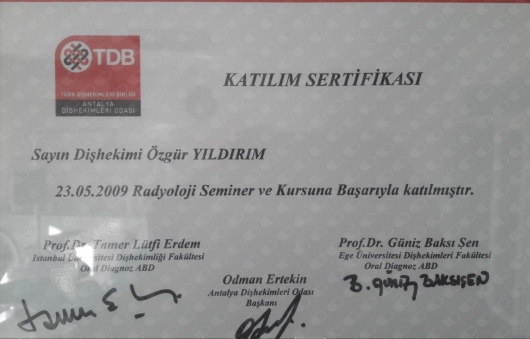 TDB
TÜRK DİŞHEKİMLERİ BİRLİĞİ
ANTALYA
DİŞHEKİMLERİ ODASI
KATILIM SERTİFİKASI
Sayın Dişhekimi Özgür YILDIRIM
23.05.2009 Radyoloji Seminer ve Kursuna Başarıyla katılmıştır.
Prof.Dr. Tamer Lütfi Erdem
İstanbul Üniversitesi Dişhekimliği Fakültesi
Oral Diagnoz ABD
Prof.Dr. Güniz Baksı Şen
Ege Üniversitesi Dişhekimleri Fakültesi
Oral Diagnoz ABD
B. GÜNİZ BAKSIŞEN
Odman Ertekin
Antalya Dişhekimleri Odası
Başkanı